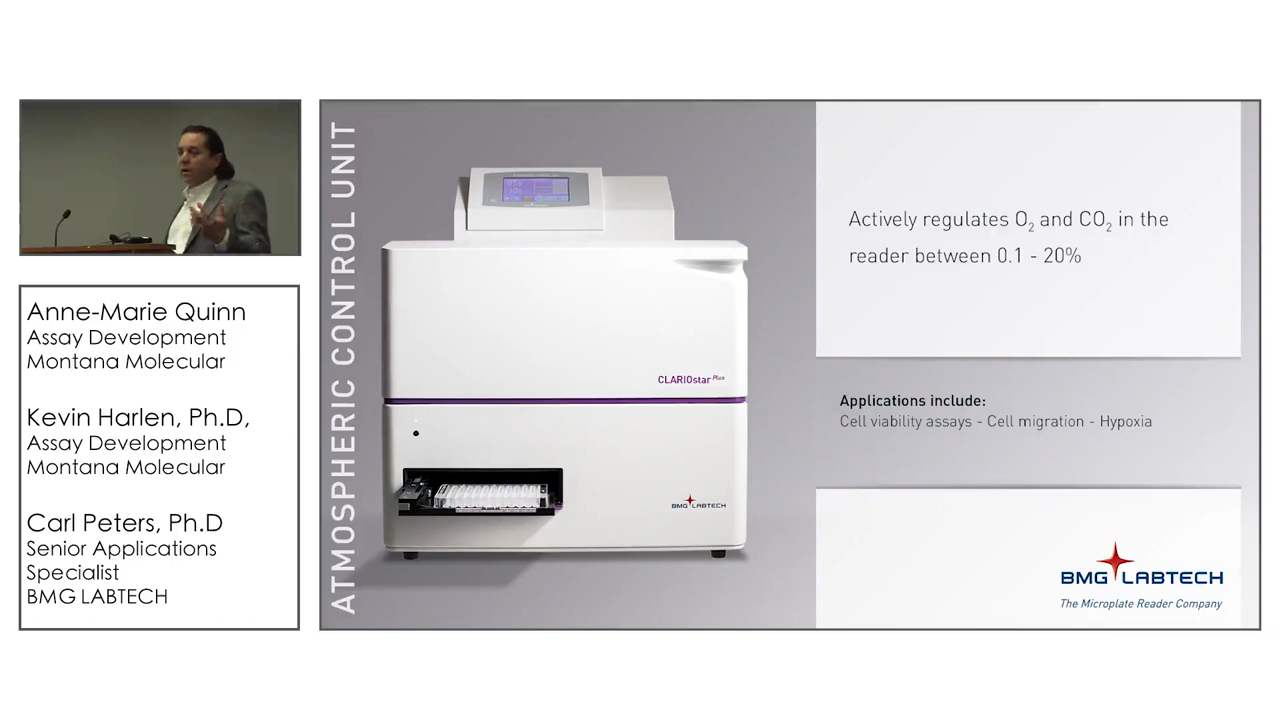 Anne-Marie Quinn
Assay Development
Montana Molecular
Kevin Harlen, Ph.D,
Assay Development
Montana Molecular
Carl Peters, Ph.D
Senior Applications
Specialist
BMG LABTECH
ATMOSPHERIC CONTROL UNIT
CLARIOstar Plus
BMG LABTECH
Actively regulates O₂ and CO₂ in the
reader between 0.1 - 20%
Applications include:
Cell viability assays - Cell migration - Hypoxia
BMG LABTECH
The Microplate Reader Company